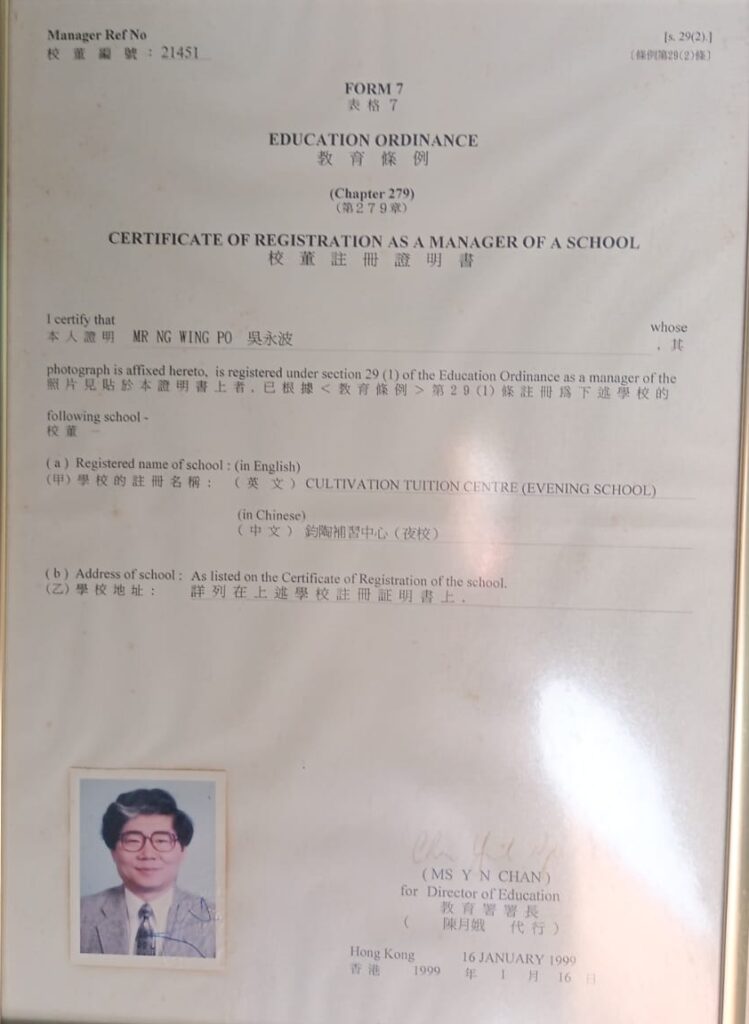 Manager Ref No
[s. 29(2).]
校 董 編 號 : 21451
〔條例第29(2)條〕
FORM 7
表 格 7
EDUCATION ORDINANCE
教 育 條 例
(Chapter 279)
(第279章)
CERTIFICATE OF REGISTRATION AS A MANAGER OF A SCHOOL
校 董 註 冊 證 明 書
I certify that
whose
本 人 證 明 MR NG WING PO 吳永波
, 其
photograph is affixed hereto, is registered under section 29 (1) of the Education Ordinance as a manager of the
照 片 見 貼 於 本 證 明 書 上 者 , 已 根 據 < 教 育 條 例 > 第 2 9 (1) 條 註 冊 爲 下 述 學 校 的
following school -
校 董 —
( a ) Registered name of school : (in English)
(甲) 學 校 的 註 冊 名 稱 : ( 英 文 ) CULTIVATION TUITION CENTRE (EVENING SCHOOL)
(in Chinese)
( 中 文 ) 鈞陶補習中心（夜校）
( b ) Address of school : As listed on the Certificate of Registration of the school.
(乙) 學 校 地 址 : 詳 列 在 上 述 學 校 註 冊 証 明 書 上 .
( MS Y N CHAN )
for Director of Education
教 育 署 署 長
( 陳月娥 代 行 )
Hong Kong 16 JANUARY 1999
香 港 1999 年 1 月 16 日